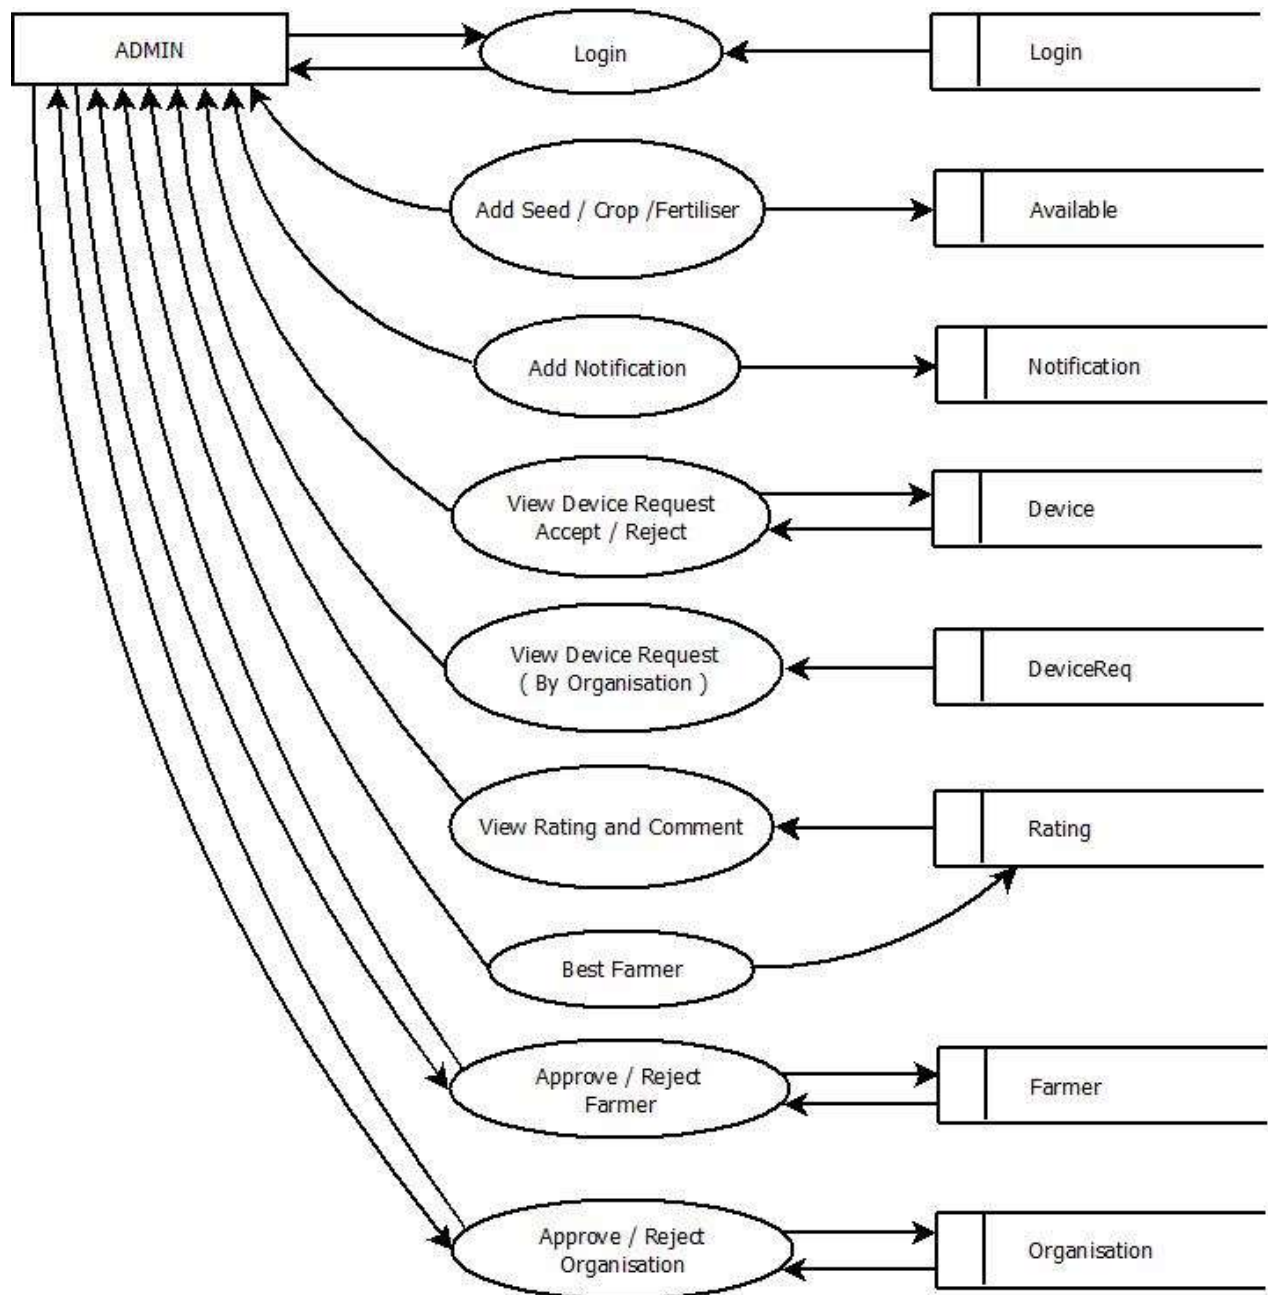 ADMIN
Login
Login
Add Seed / Crop /Fertiliser
Available
Add Notification
Notification
View Device Request
Accept / Reject
Device
View Device Request
( By Organisation )
DeviceReq
View Rating and Comment
Rating
Best Farmer
Approve / Reject
Farmer
Farmer
Approve / Reject
Organisation
Organisation